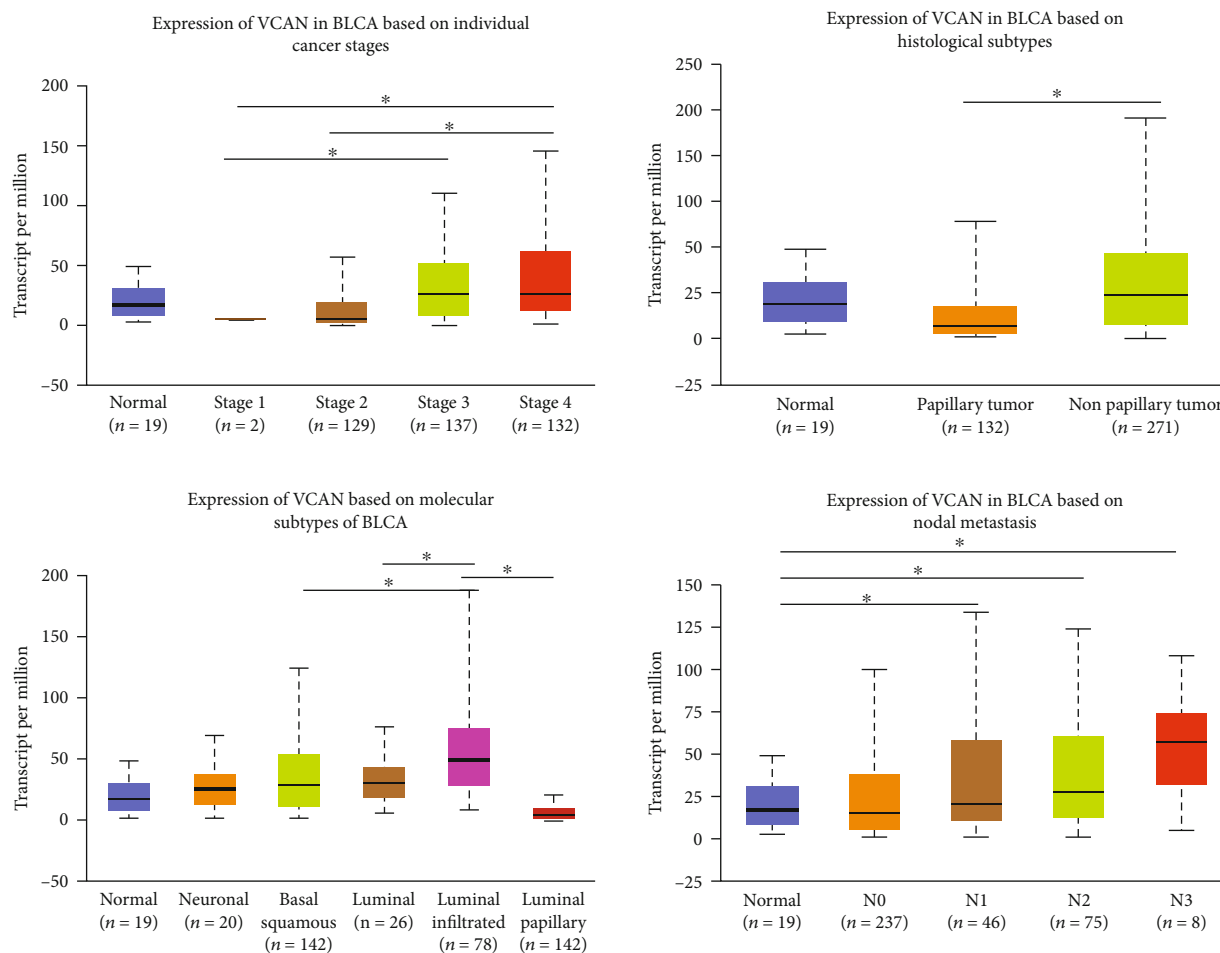 Expression of VCAN in BLCA based on individual
cancer stages
Transcript per million
200
150
100
50
0
–50
*
*
*
Normal
(n = 19)
Stage 1
(n = 2)
Stage 2
(n = 129)
Stage 3
(n = 137)
Stage 4
(n = 132)
Expression of VCAN in BLCA based on
histological subtypes
Transcript per million
250
200
150
100
50
25
0
–25
*
Normal
(n = 19)
Papillary tumor
(n = 132)
Non papillary tumor
(n = 271)
Expression of VCAN based on molecular
subtypes of BLCA
Transcript per million
200
150
100
50
0
–50
*
*
*
Normal
(n = 19)
Neuronal
(n = 20)
Basal
squamous
(n = 142)
Luminal
(n = 26)
Luminal
infiltrated
(n = 78)
Luminal
papillary
(n = 142)
Expression of VCAN in BLCA based on
nodal metastasis
Transcript per million
150
125
100
75
50
25
0
–25
*
*
*
Normal
(n = 19)
N0
(n = 237)
N1
(n = 46)
N2
(n = 75)
N3
(n = 8)